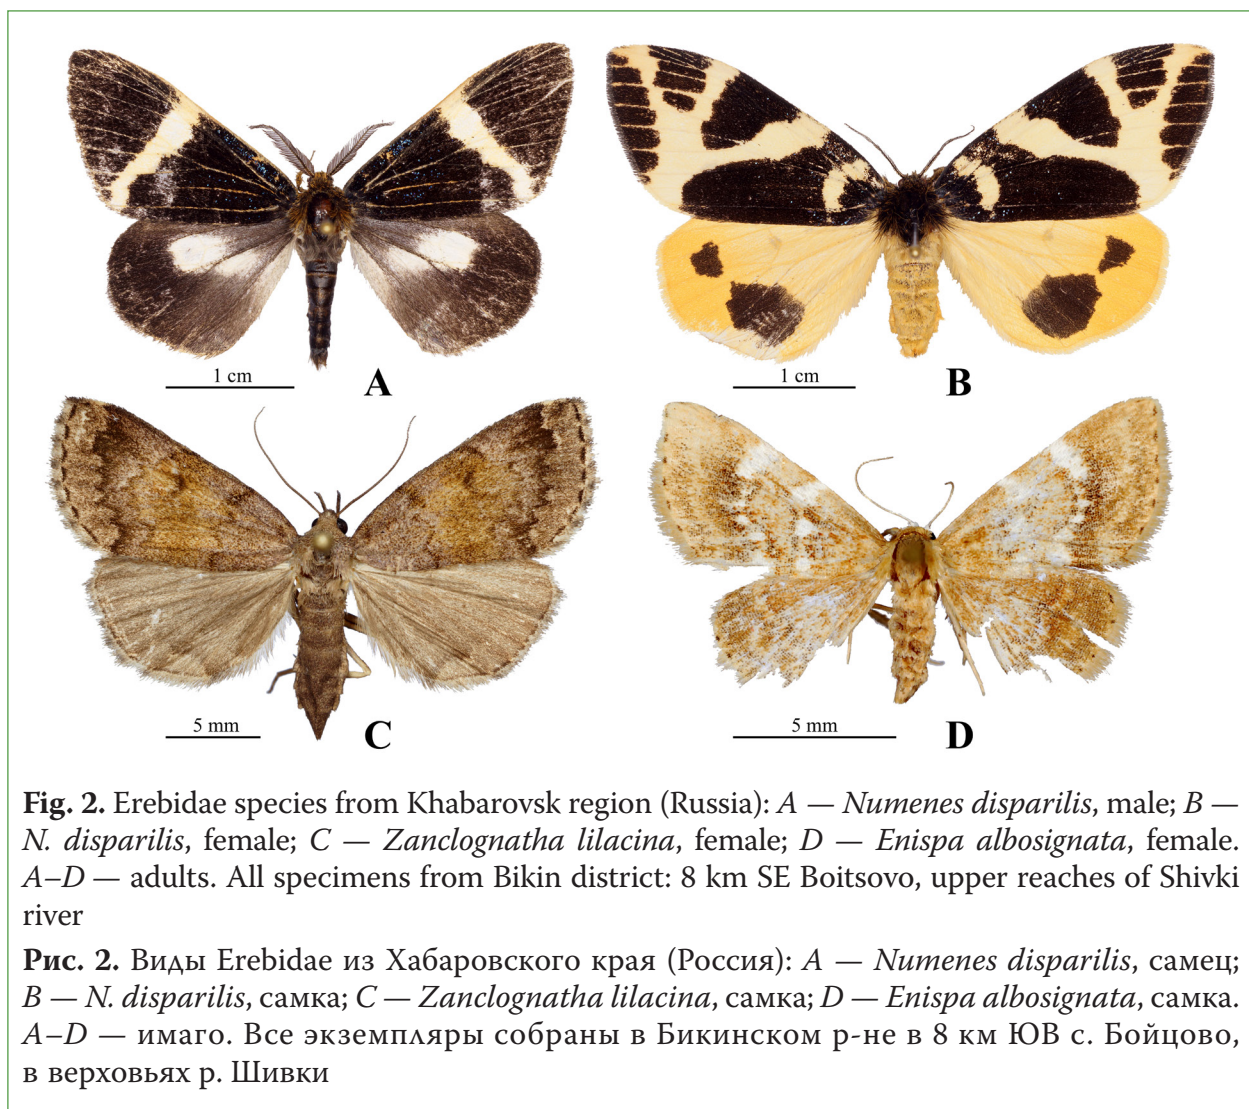 1 cm
A
1 cm
B
5 mm
C
5 mm
D
Fig. 2. Erebidae species from Khabarovsk region (Russia): A — Numenes disparilis, male; B —
N. disparilis, female; C — Zanclognatha lilacina, female; D — Enispa albosignata, female.
A–D — adults. All specimens from Bikin district: 8 km SE Boitsovo, upper reaches of Shivki
river
Рис. 2. Виды Erebidae из Хабаровского края (Россия): A — Numenes disparilis, самец;
B — N. disparilis, самка; C — Zanclognatha lilacina, самка; D — Enispa albosignata, самка.
A–D — имаго. Все экземпляры собраны в Бикинском р-не в 8 км ЮВ с. Бойцово,
в верховьях р. Шивки